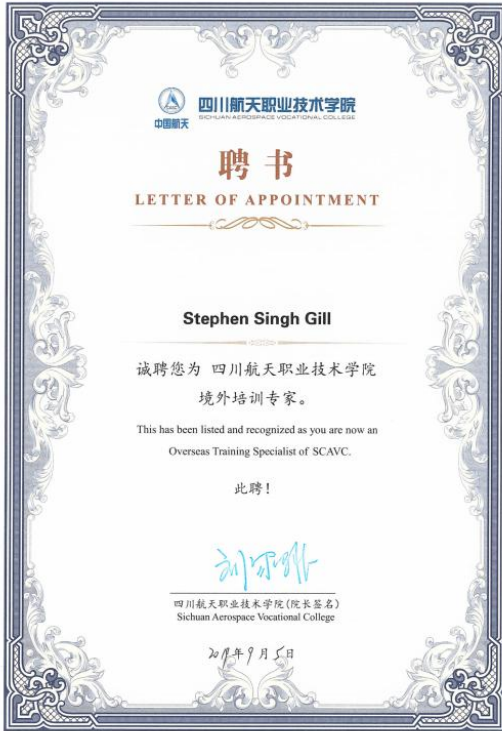 中国航天
四川航天职业技术学院
SICHUAN AEROSPACE VOCATIONAL COLLEGE
聘书
LETTER OF APPOINTMENT
Stephen Singh Gill
诚聘您为 四川航天职业技术学院
境外培训专家。
This has been listed and recognized as you are now an
Overseas Training Specialist of SCAVC.
此聘!
四川航天职业技术学院(院长签名)
Sichuan Aerospace Vocational College
年9月5日